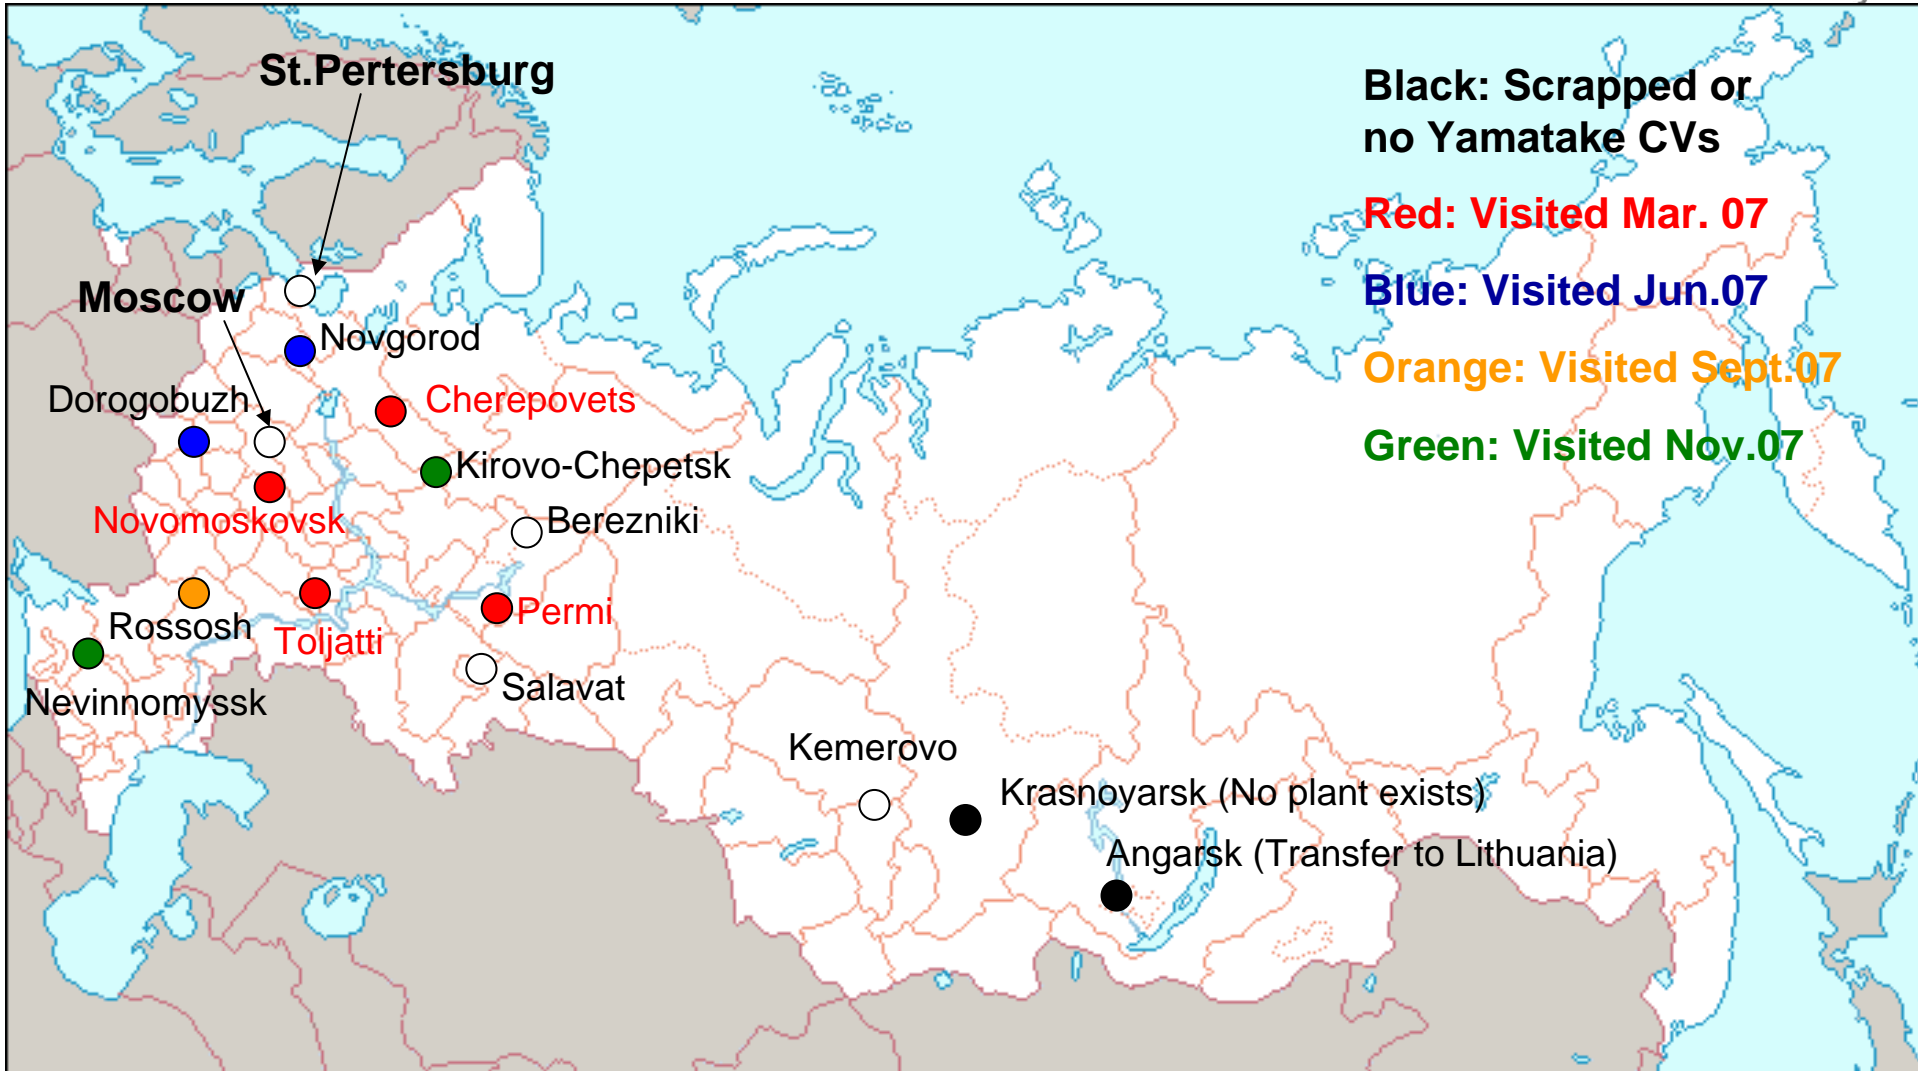 St.Pertersburg
Black: Scrapped or
no Yamatake CVs
Red: Visited Mar. 07
Blue: Visited Jun.07
Orange: Visited Sept.07
Green: Visited Nov.07
Moscow
Novgorod
Dorogobuzh
Cherepovets
Kirovo-Chepetsk
Novomoskovsk
Berezniki
Rossosh
Toljatti
Permi
Nevinnomyssk
Salavat
Kemerovo
Krasnoyarsk (No plant exists)
Angarsk (Transfer to Lithuania)